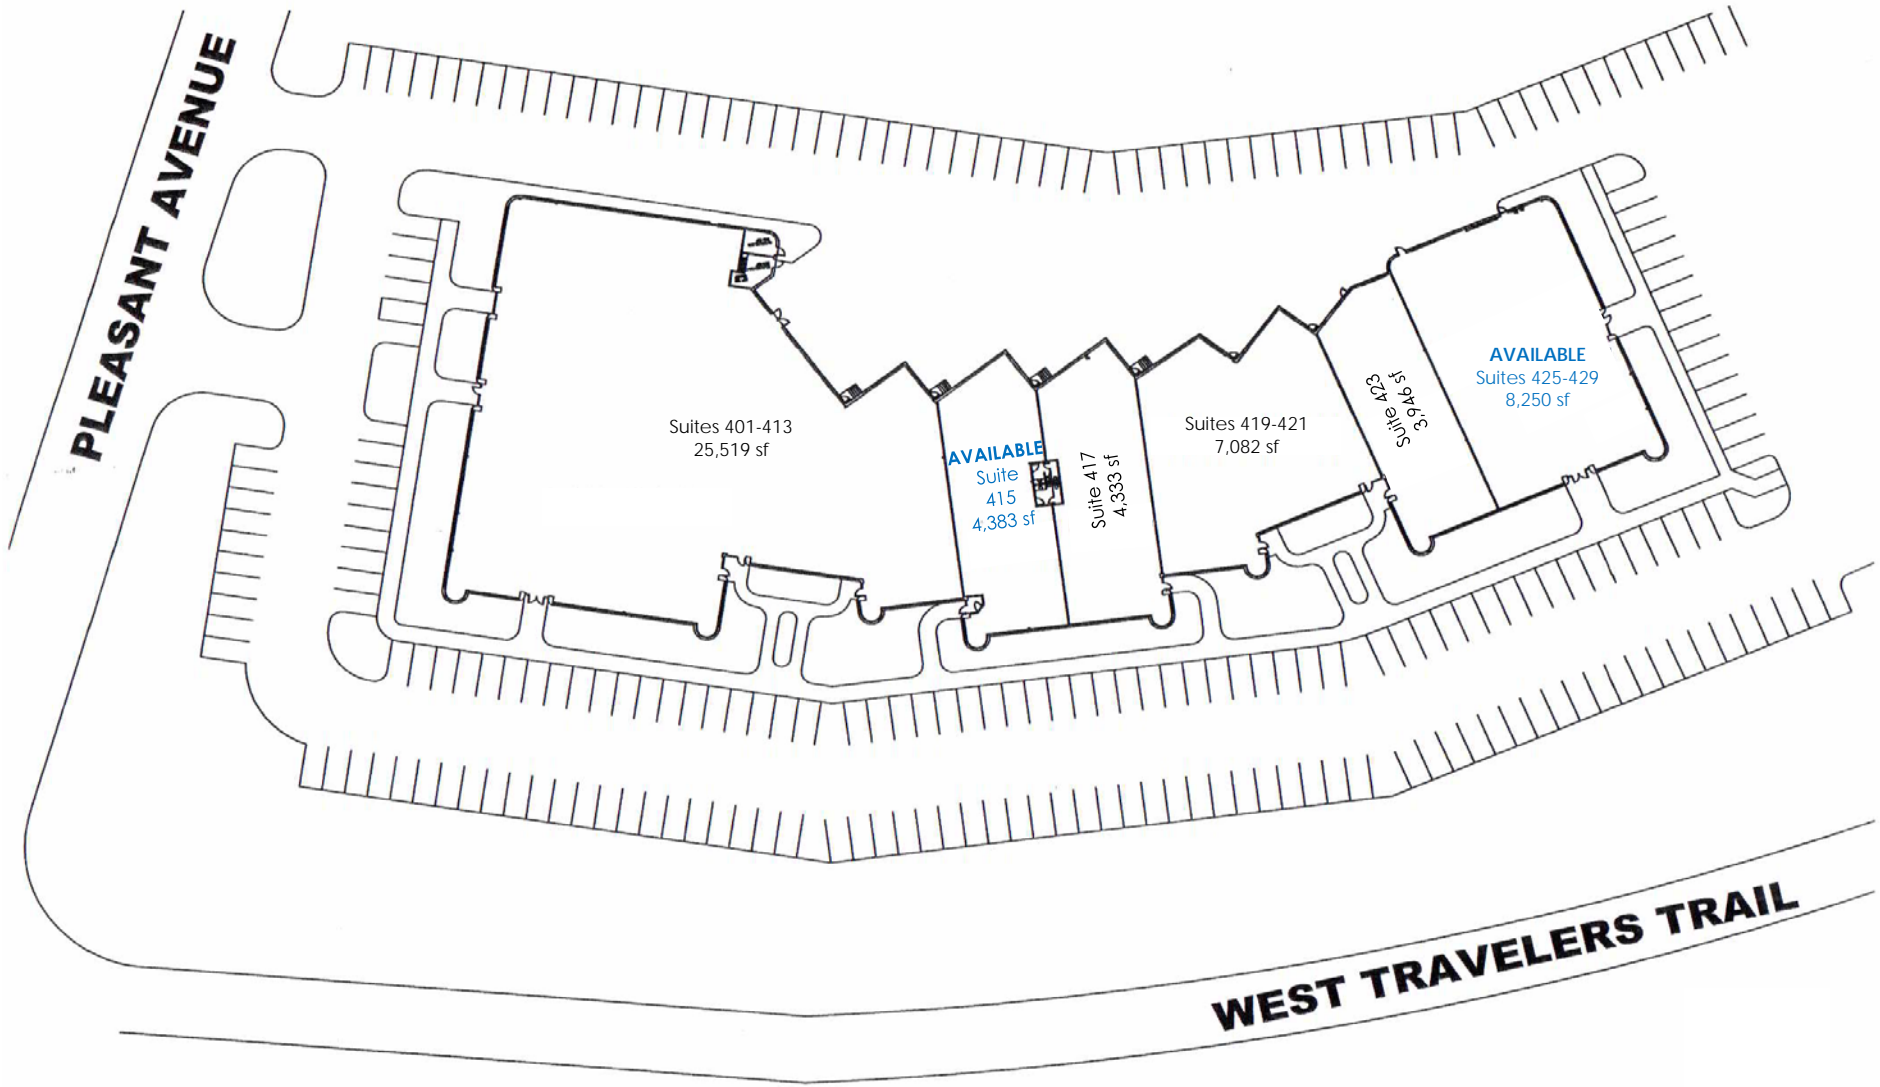 PLEASANT AVENUE
Suites 401-413
25,519 sf
AVAILABLE
Suite
415
4,383 sf
Suite 417
4,333 sf
Suites 419-421
7,082 sf
Suite 423
3,946 sf
AVAILABLE
Suites 425-429
8,250 sf
WEST TRAVELERS TRAIL